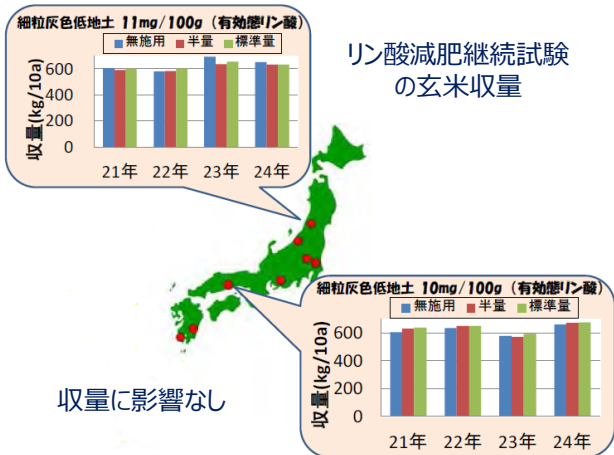 細粒灰色低地土 11mg/100g (有効態リン酸)
無施用 半量 標準量
収量(kg/10a)
600
400
200
0
21年 22年 23年 24年
リン酸減肥継続試験
の玄米収量
細粒灰色低地土 10mg/100g (有効態リン酸)
無施用 半量 標準量
収量(kg/10a)
600
400
200
0
21年 22年 23年 24年
収量に影響なし